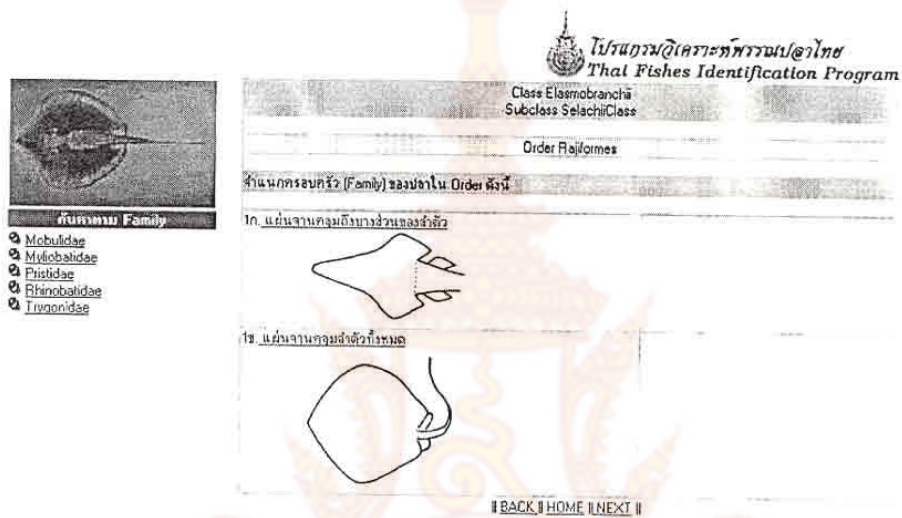 โปรแกรมวิเคราะห์พรรณปลาไทย
Thai Fishes Identification Program
Class Elasmobranchii
Subclass SelachiiClass
Order Rajiformes
จำแนกครอบครัว (Family) ของปลาใน Order ดังนี้
ค้นหาตาม Family
Mobulidae
Myliobatidae
Pristidae
Rhinobatidae
Trygonidae
1ก. แผ่นจานคลุมถึงบางส่วนของลำตัว
1ข. แผ่นจานคลุมลำตัวทั้งหมด
|| BACK || HOME || NEXT ||